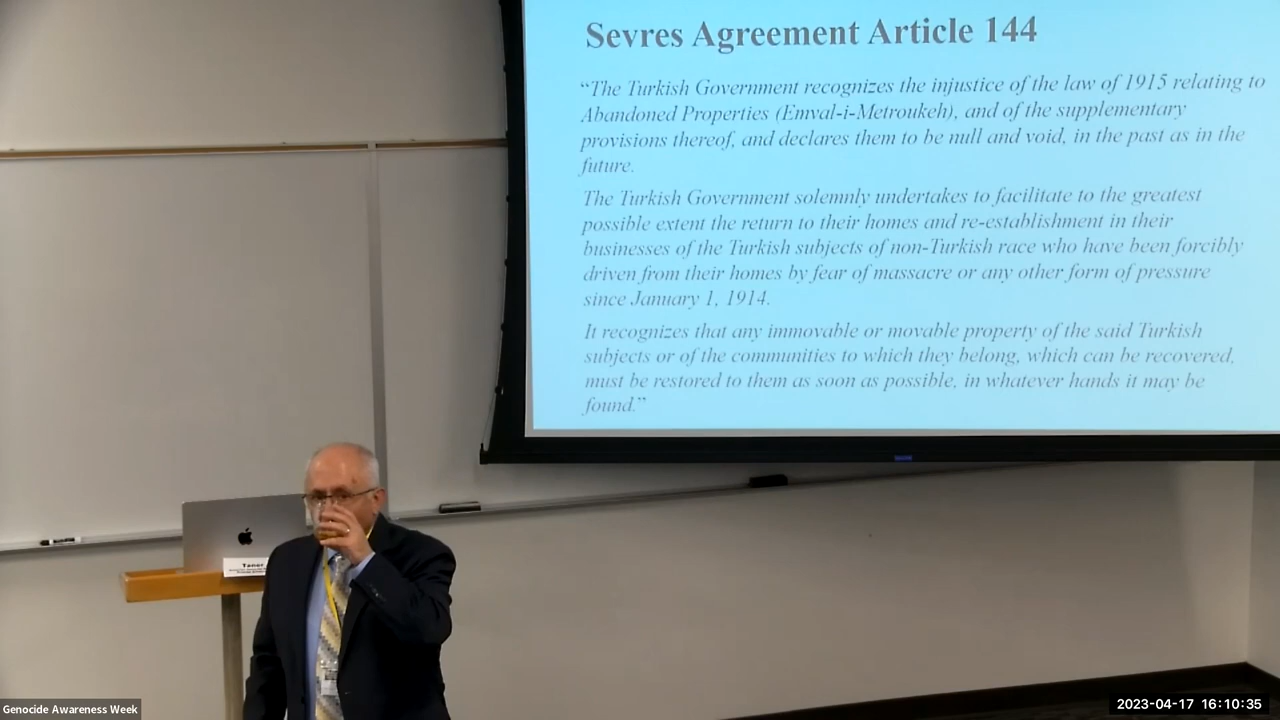 Sevres Agreement Article 144
“The Turkish Government recognizes the injustice of the law of 1915 relating to
Abandoned Properties (Emval-i-Metroukeh), and of the supplementary
provisions thereof, and declares them to be null and void, in the past as in the
future.
The Turkish Government solemnly undertakes to facilitate to the greatest
possible extent the return to their homes and re-establishment in their
businesses of the Turkish subjects of non-Turkish race who have been forcibly
driven from their homes by fear of massacre or any other form of pressure
since January 1, 1914.
It recognizes that any immovable or movable property of the said Turkish
subjects or of the communities to which they belong, which can be recovered,
must be restored to them as soon as possible, in whatever hands it may be
found.”
Taner
Genocide Awareness Week
2023-04-17 16:10:35